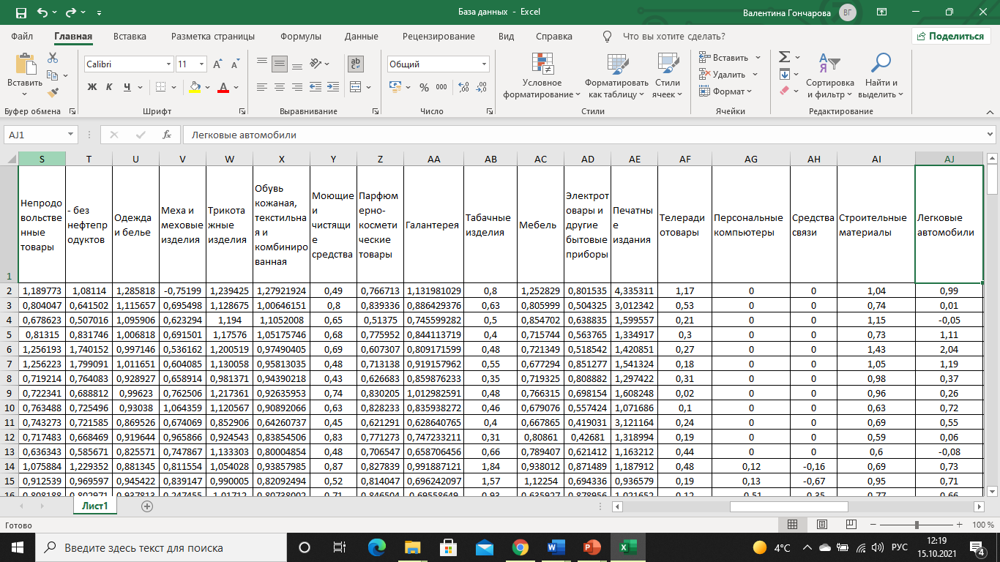 База данных - Excel
Валентина Гончарова
ВГ
Файл Главная Вставка Разметка страницы Формулы Данные Рецензирование Вид Справка Что вы хотите сделать? Поделиться
Вставить
Буфер обмена
Calibri 11
Ж К Ч
Шрифт
Выравнивание
Общий
% 000
Число
Условное форматирование
Форматировать как таблицу
Стили ячеек
Стили
Вставить
Удалить
Формат
Ячейки
Сортировка и фильтр
Найти и выделить
Редактирование
AJ1 fx Легковые автомобили
S T U V W X Y Z AA AB AC AD AE AF AG AH AI AJ
1
Непродо
вольстве
нные
товары
- без
нефтепр
одуктов
Одежда
и белье
Меха и
меховые
изделия
Трикота
жные
изделия
Обувь
кожаная,
текстильна
я и
комбиниро
ванная
Моющие
и
чистящи
е
средства
Парфюм
ерно-
космети
ческие
товары
Галантерея
Табачные
изделия
Мебель
Электрот
овары и
другие
бытовые
приборы
Печатны
е
издания
Телеради
отовары
Персональные
компьютеры
Средства
связи
Строительные
материалы
Легковые
автомобили
2 1,189773 1,08114 1,285818 -0,75199 1,239425 1,27921924 0,49 0,766713 1,131981029 0,8 1,252829 0,801535 4,335311 1,17 0 0 1,04 0,99
3 0,804047 0,641502 1,115657 0,695498 1,128675 1,00646151 0,8 0,839336 0,886429376 0,63 0,805999 0,504325 3,012342 0,53 0 0 0,74 0,01
4 0,678623 0,507016 1,095906 0,623294 1,194 1,1052008 0,65 0,51375 0,745599282 0,5 0,854702 0,638835 1,599557 0,21 0 0 1,15 -0,05
5 0,81315 0,831746 1,006818 0,691501 1,17576 1,05175746 0,68 0,775952 0,844113719 0,4 0,715744 0,563765 1,334917 0,3 0 0 0,73 1,11
6 1,256193 1,740152 0,997146 0,536162 1,200519 0,97490405 0,69 0,607307 0,809171599 0,48 0,721349 0,518542 1,420851 0,27 0 0 1,43 2,04
7 1,256223 1,799091 1,011651 0,604085 1,130058 0,95813035 0,48 0,713138 0,919157962 0,55 0,677294 0,851277 1,541324 0,18 0 0 1,05 1,19
8 0,719214 0,764083 0,928927 0,658914 0,981371 0,94390218 0,43 0,626683 0,859876233 0,35 0,719325 0,808882 1,297422 0,31 0 0 0,98 0,37
9 0,722341 0,688812 0,99623 0,762506 1,217361 0,92635953 0,74 0,830205 1,012982591 0,48 0,766315 0,698154 1,608248 0,02 0 0 0,96 0,26
10 0,763488 0,725496 0,93038 1,064359 1,120567 0,90892066 0,63 0,828233 0,835938272 0,46 0,679076 0,557424 1,071686 0,1 0 0 0,63 0,72
11 0,743273 0,721585 0,869526 0,674069 0,852906 0,64260737 0,45 0,621291 0,628640765 0,4 0,667865 0,419031 3,121164 0,24 0 0 0,69 0,55
12 0,717483 0,668469 0,919644 0,965866 0,924543 0,83854506 0,83 0,771273 0,747233211 0,31 0,80861 0,42681 1,318994 0,19 0 0 0,59 0,06
13 0,636343 0,585671 0,825571 0,747867 1,133303 0,80004854 0,48 0,706547 0,658706456 0,66 0,789407 0,621412 1,163212 0,44 0 0 0,6 -0,08
14 1,075884 1,229352 0,881345 0,811554 1,054028 0,93857985 0,87 0,827839 0,991887121 1,84 0,938012 0,871489 1,187912 0,48 0,12 -0,16 0,69 0,73
15 0,912539 0,969597 0,945422 0,839147 0,990005 0,82092494 0,52 0,814047 0,696242097 1,57 1,12254 0,694336 0,936579 0,19 0,13 -0,67 0,95 0,71
Лист1
Готово
100 %
Введите здесь текст для поиска
4°C
РУС
12:19
15.10.2021
4